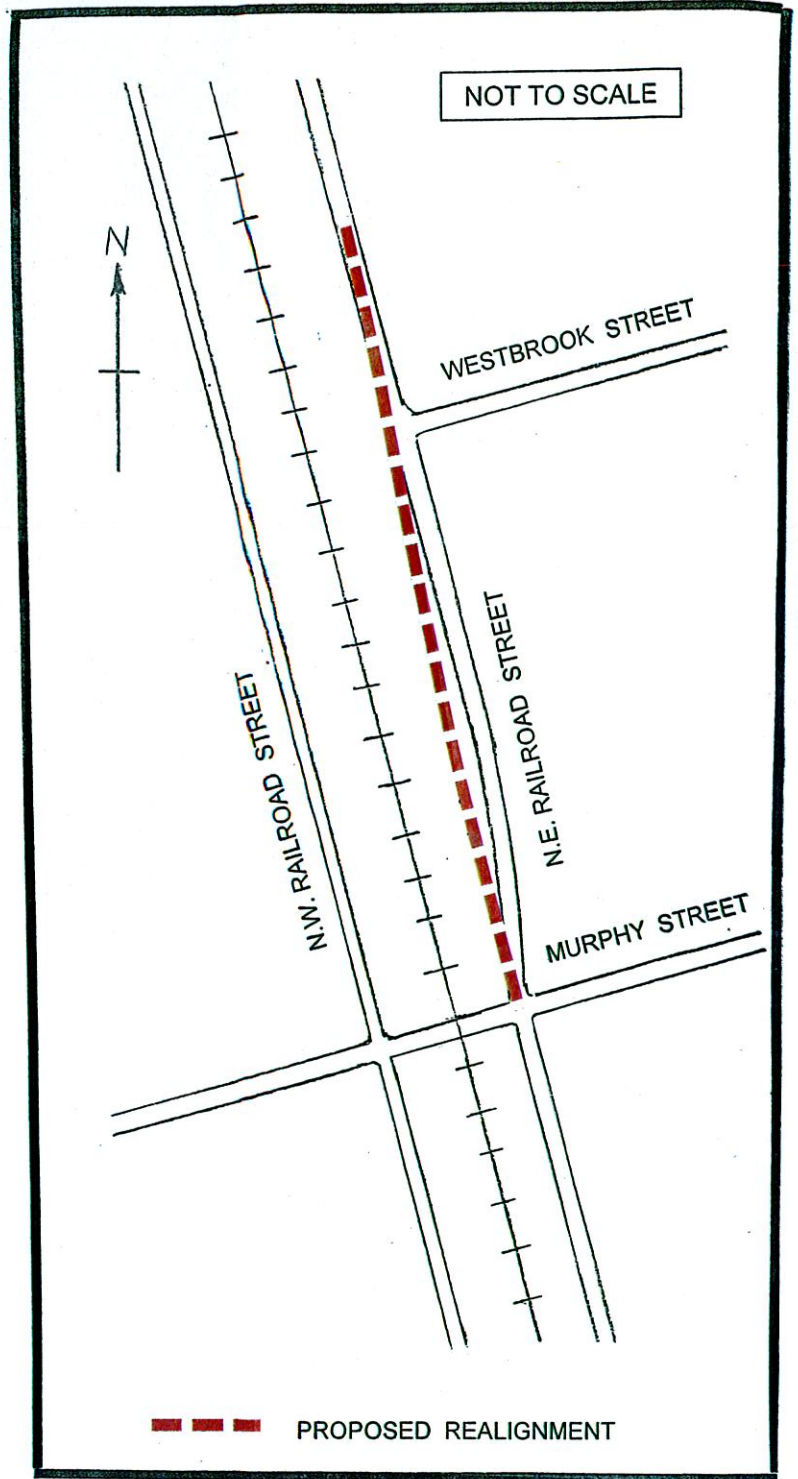 NOT TO SCALE
N
WESTBROOK STREET
N.W. RAILROAD STREET
N.E. RAILROAD STREET
MURPHY STREET
PROPOSED REALIGNMENT